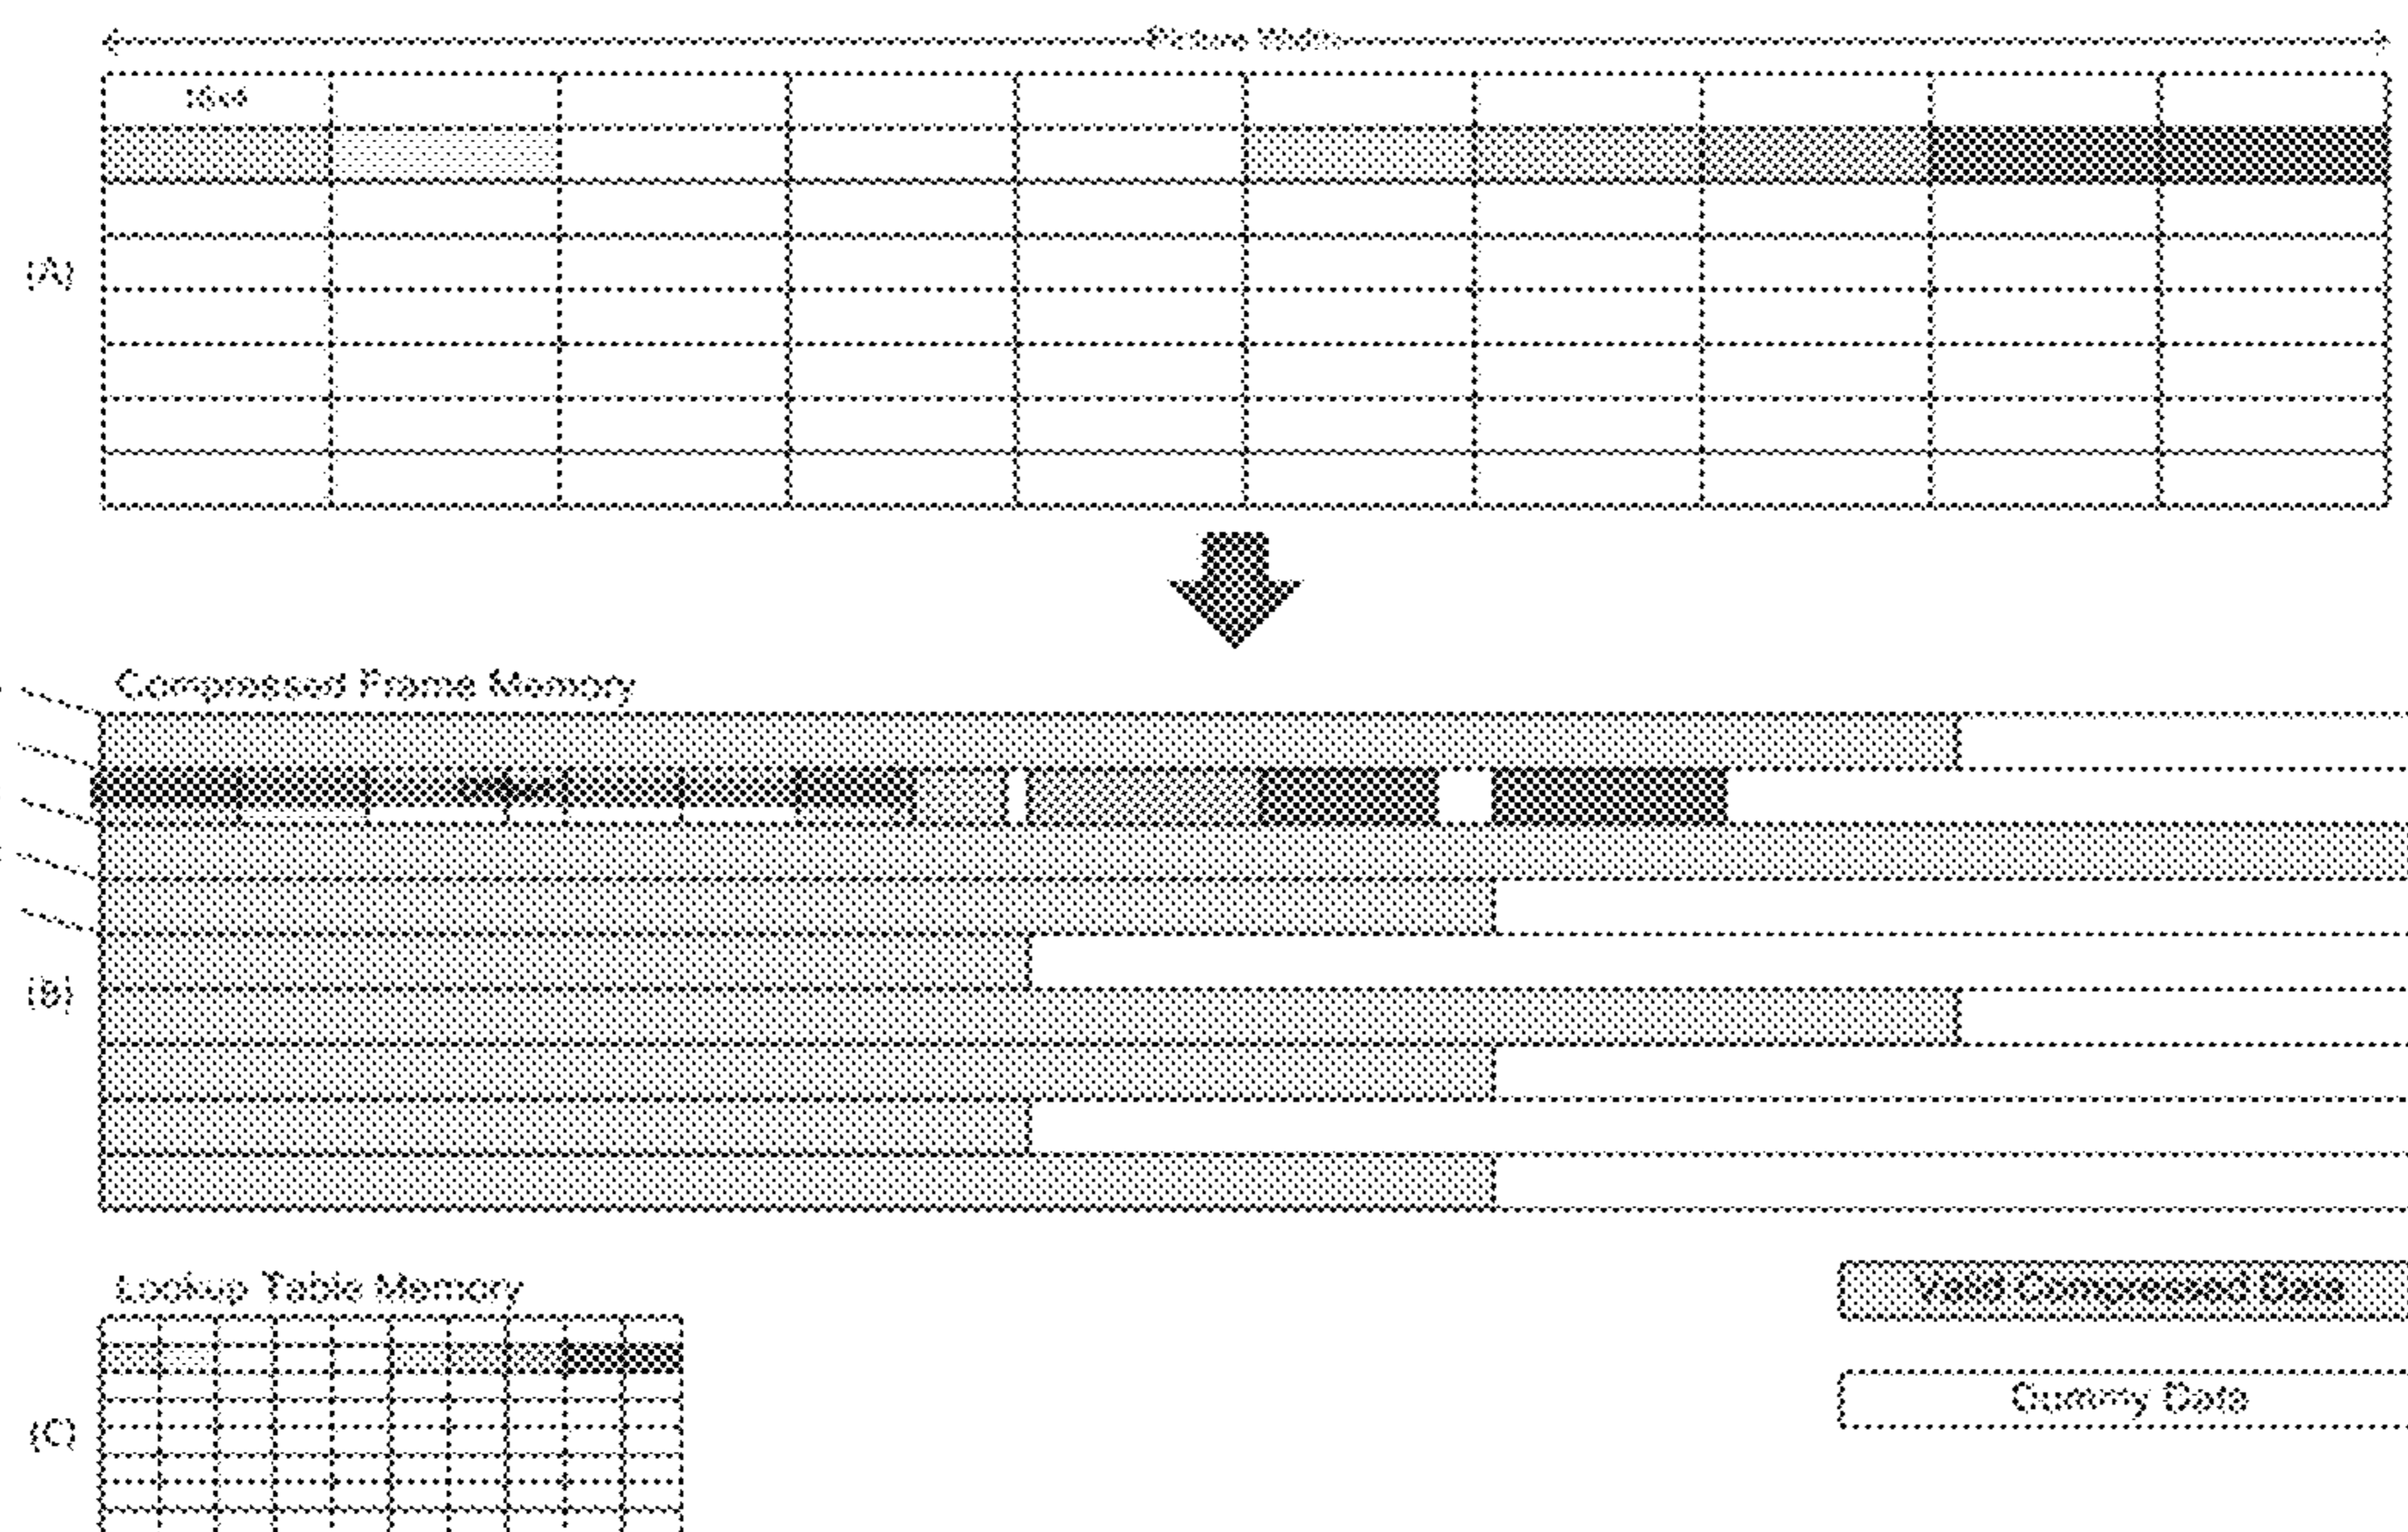 Picture Width
16x4
(A)
Compressed Frame Memory
(B)
Lookup Table Memory
Valid Compressed Data
Dummy Data
(C)